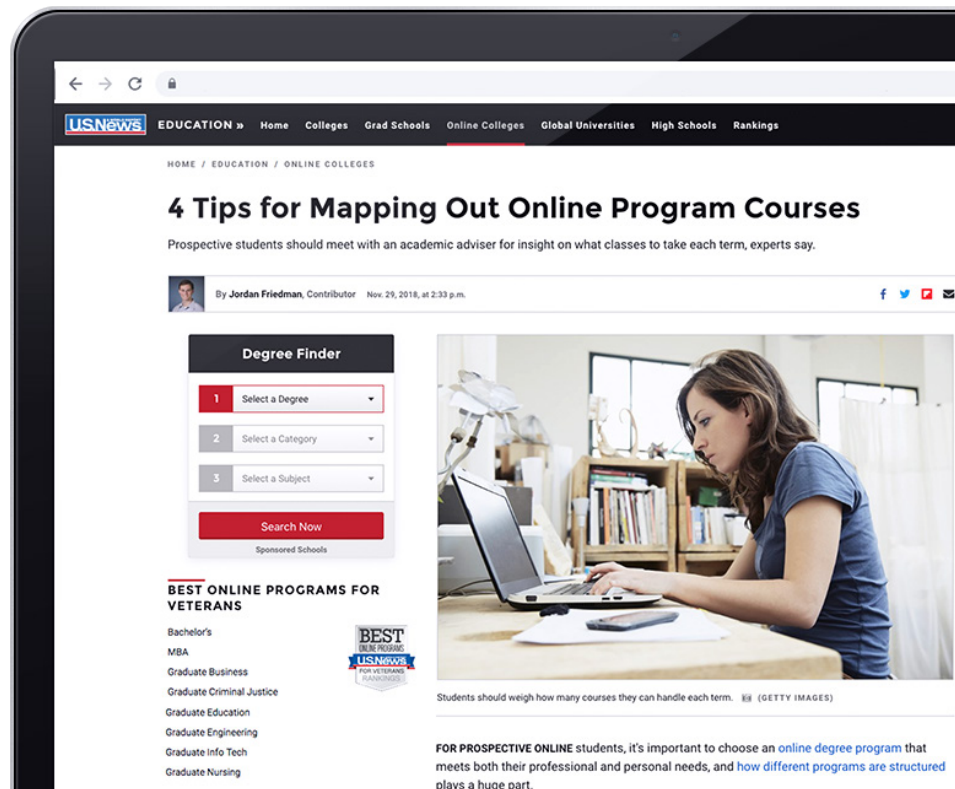 U.S.News EDUCATION » Home Colleges Grad Schools Online Colleges Global Universities High Schools Rankings
HOME / EDUCATION / ONLINE COLLEGES
4 Tips for Mapping Out Online Program Courses
Prospective students should meet with an academic adviser for insight on what classes to take each term, experts say.
By Jordan Friedman, Contributor Nov. 29, 2018, at 2:33 p.m.
Degree Finder
1 Select a Degree
2 Select a Category
3 Select a Subject
Search Now
Sponsored Schools
BEST ONLINE PROGRAMS FOR
VETERANS
Bachelor's
MBA
Graduate Business
Graduate Criminal Justice
Graduate Education
Graduate Engineering
Graduate Info Tech
Graduate Nursing
BEST
ONLINE PROGRAMS
U.S.News
FOR VETERANS
RANKINGS
Students should weigh how many courses they can handle each term. (GETTY IMAGES)
FOR PROSPECTIVE ONLINE students, it's important to choose an online degree program that
meets both their professional and personal needs, and how different programs are structured
plays a huge part.